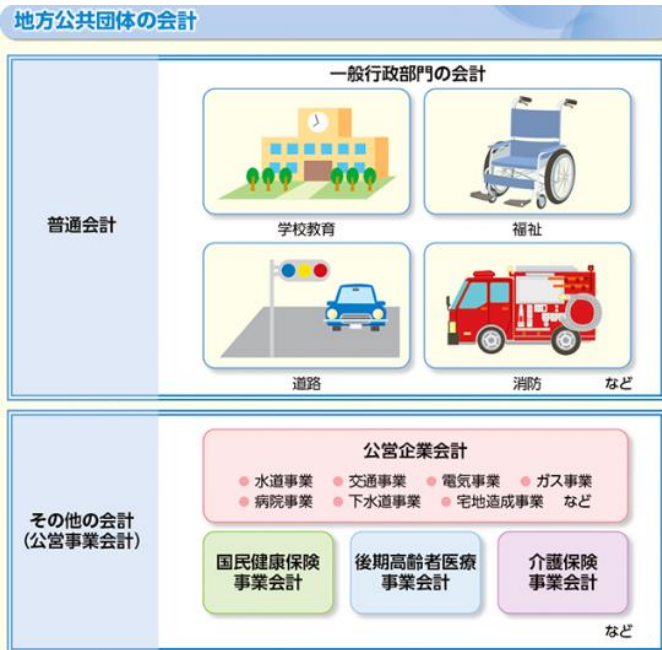 地方公共団体の会計
普通会計
一般行政部門の会計
学校教育
福祉
道路
消防
など
その他の会計
(公営事業会計)
公営企業会計
● 水道事業 ● 交通事業 ● 電気事業 ● ガス事業
● 病院事業 ● 下水道事業 ● 宅地造成事業 など
国民健康保険
事業会計
後期高齢者医療
事業会計
介護保険
事業会計
など